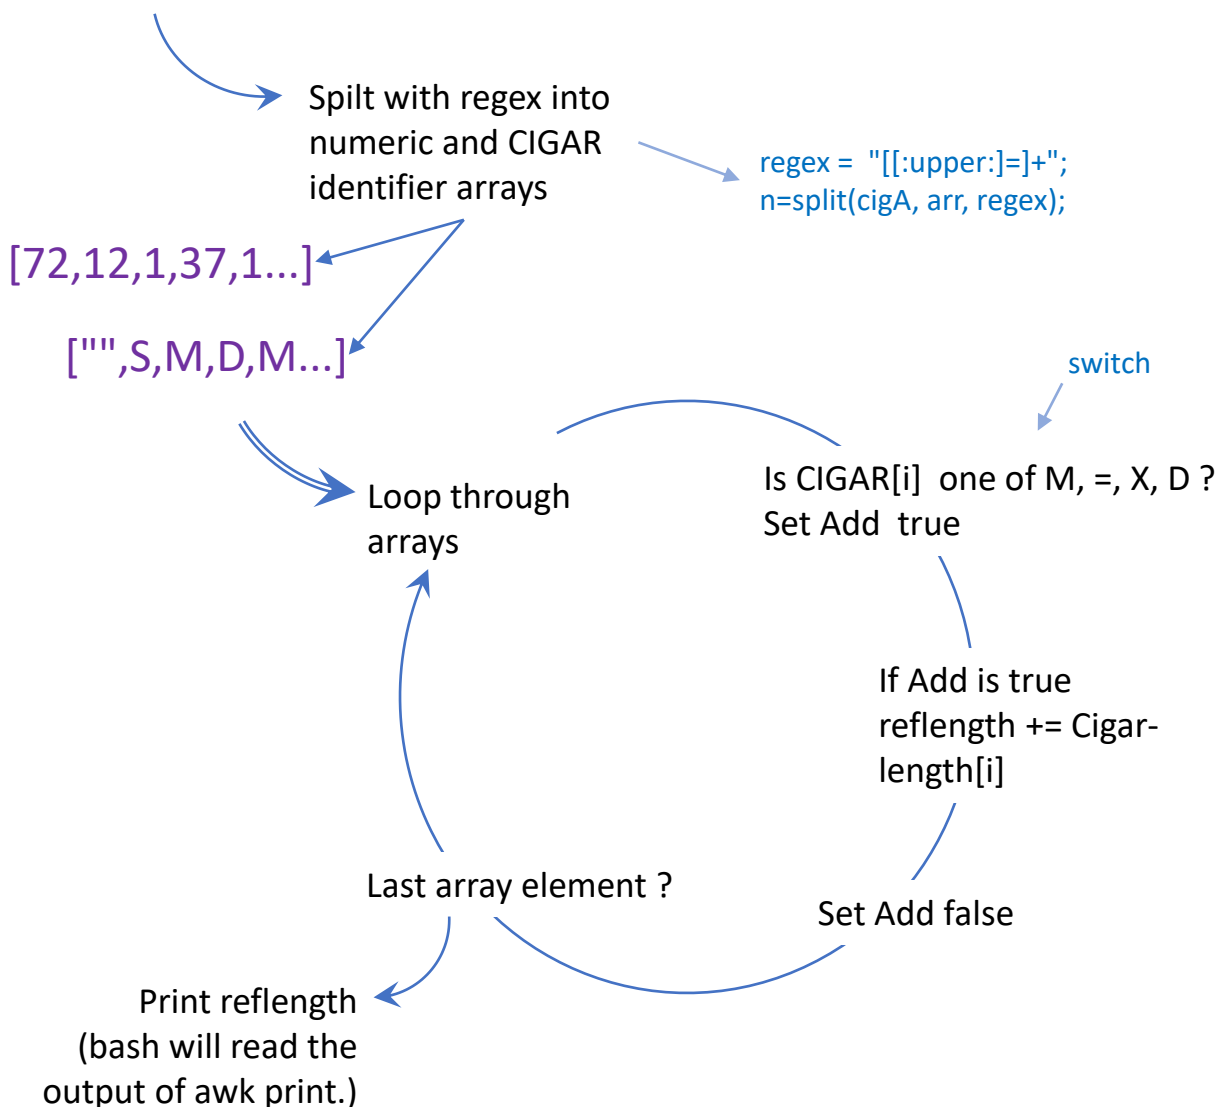 Spilt with regex into
numeric and CIGAR
identifier arrays
regex =  "[[:upper:]=]+";
n=split(cigA, arr, regex);
[72,12,1,37,1...]
["",S,M,D,M...]
switch
Loop through
arrays
Is CIGAR[i]  one of M, =, X, D ?
Set Add  true
If Add is true
reflength += Cigar-
length[i]
Set Add false
Last array element ?
Print reflength
(bash will read the
output of awk print.)